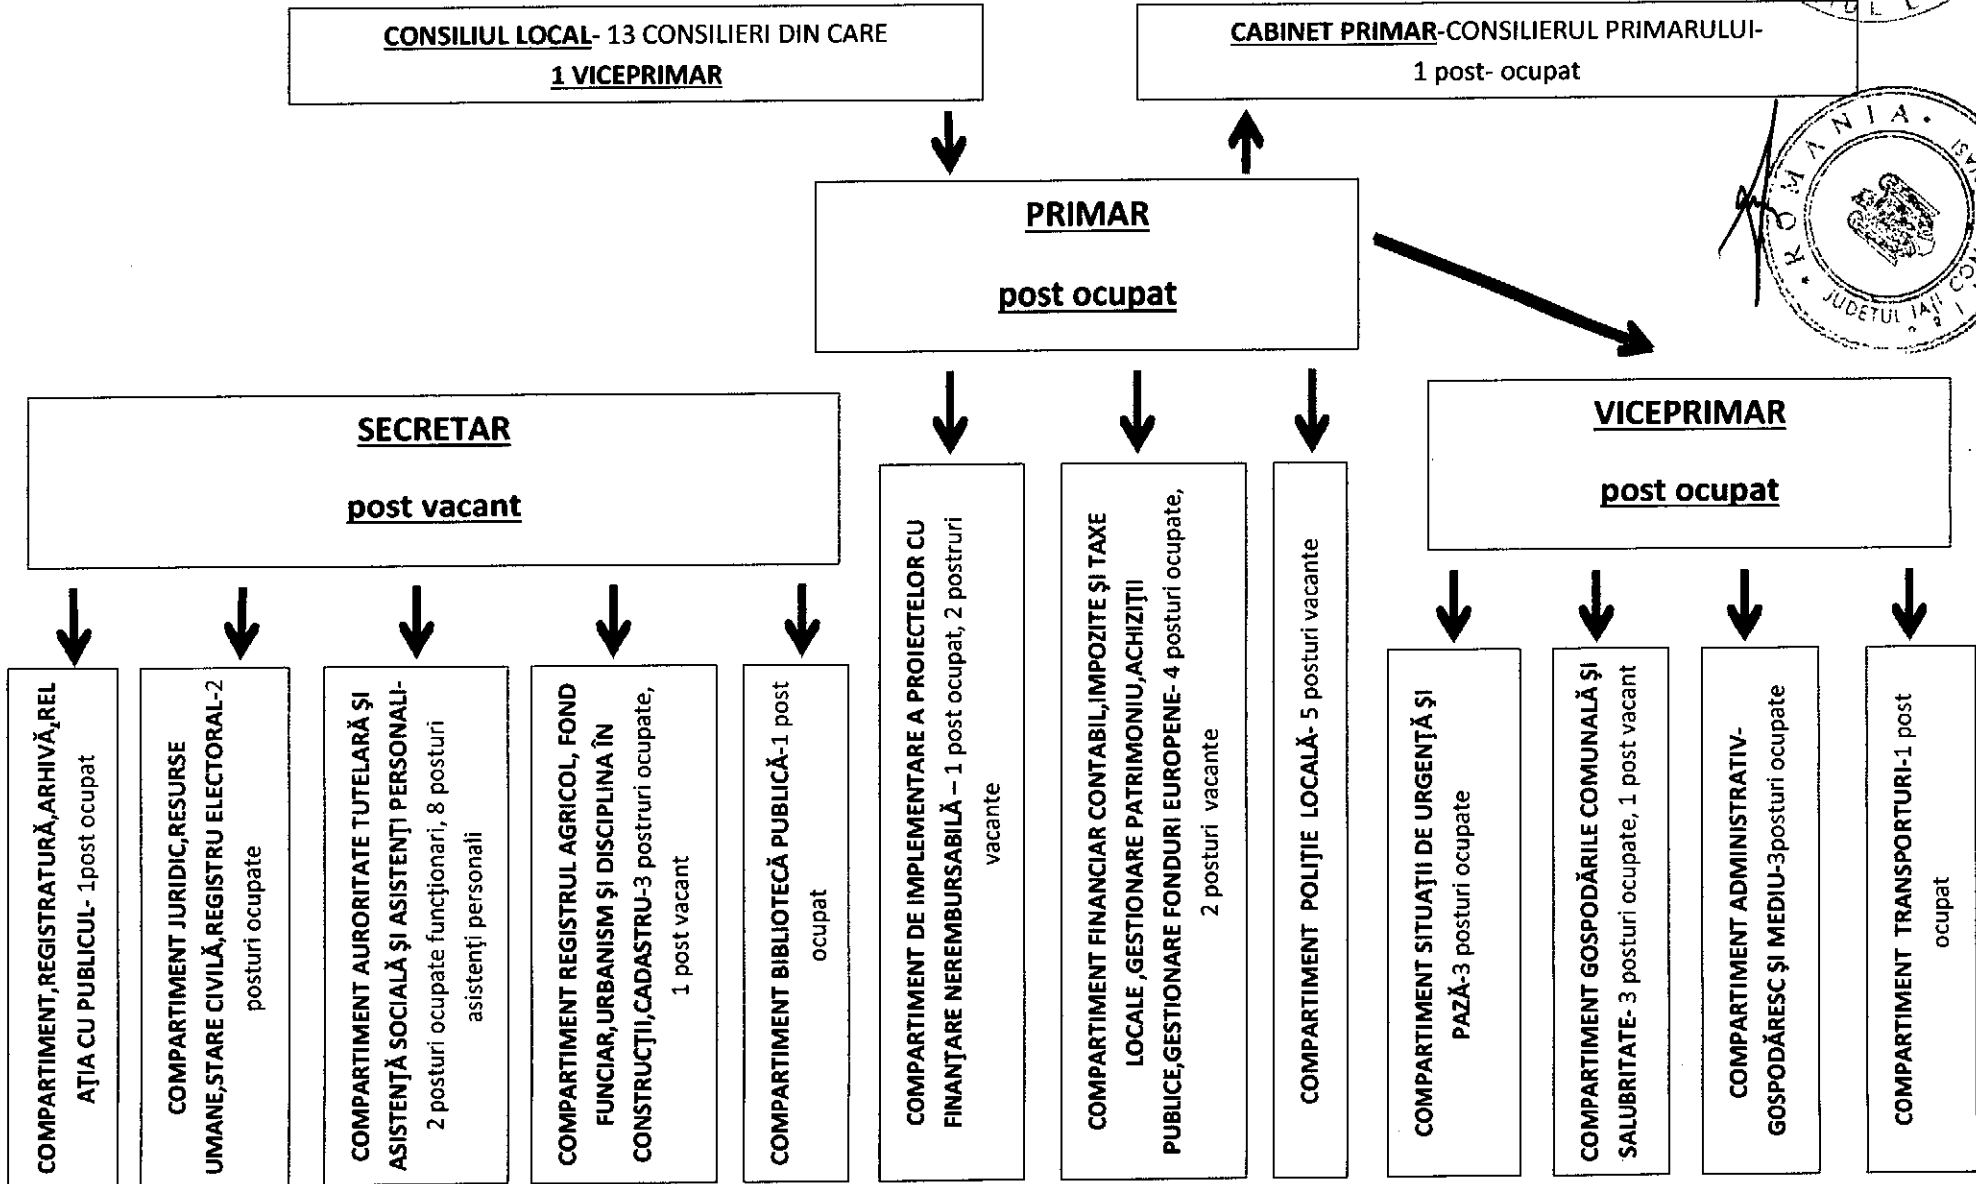 CONSILIUL LOCAL- 13 CONSILIERI DIN CARE
1 VICEPRIMAR
CABINET PRIMAR-CONSILIERUL PRIMARULUI-
1 post- ocupat
PRIMAR
post ocupat
ROMANIA
JUDETUL IAȘI
SECRETAR
post vacant
VICEPRIMAR
post ocupat
COMPARTIMENT,REGISTRATURĂ,ARHIVĂ,REL
AŢIA CU PUBLICUL- 1post ocupat
COMPARTIMENT JURIDIC,RESURSE
UMANE,STARE CIVILĂ,REGISTRU ELECTORAL-2
posturi ocupate
COMPARTIMENT AURORITATE TUTELARĂ ŞI
ASISTENŢĂ SOCIALĂ ŞI ASISTENŢI PERSONALI-
2 posturi ocupate funcţionari, 8 posturi
asistenţi personali
COMPARTIMENT REGISTRUL AGRICOL, FOND
FUNCIAR,URBANISM ŞI DISCIPLINA ÎN
CONSTRUCŢII,CADASTRU-3 postruri ocupate,
1 post vacant
COMPARTIMENT BIBLIOTECĂ PUBLICĂ-1 post
ocupat
COMPARTIMENT DE IMPLEMENTARE A PROIECTELOR CU
FINANŢARE NEREMBURSABILĂ – 1 post ocupat, 2 postruri
vacante
COMPARTIMENT FINANCIAR CONTABIL,IMPOZITE ŞI TAXE
LOCALE ,GESTIONARE PATRIMONIU,ACHIZIŢII
PUBLICE,GESTIONARE FONDURI EUROPENE- 4 posturi ocupate,
2 posturi vacante
COMPARTIMENT POLIŢIE LOCALĂ- 5 posturi vacante
COMPARTIMENT SITUAŢII DE URGENŢĂ ŞI
PAZĂ-3 posturi ocupate
COMPARTIMENT GOSPODĂRILE COMUNALĂ ŞI
SALUBRITATE- 3 posturi ocupate, 1 post vacant
COMPARTIMENT ADMINISTRATIV-
GOSPODĂRESC ŞI MEDIU-3posturi ocupate
COMPARTIMENT TRANSPORTURI-1 post
ocupat